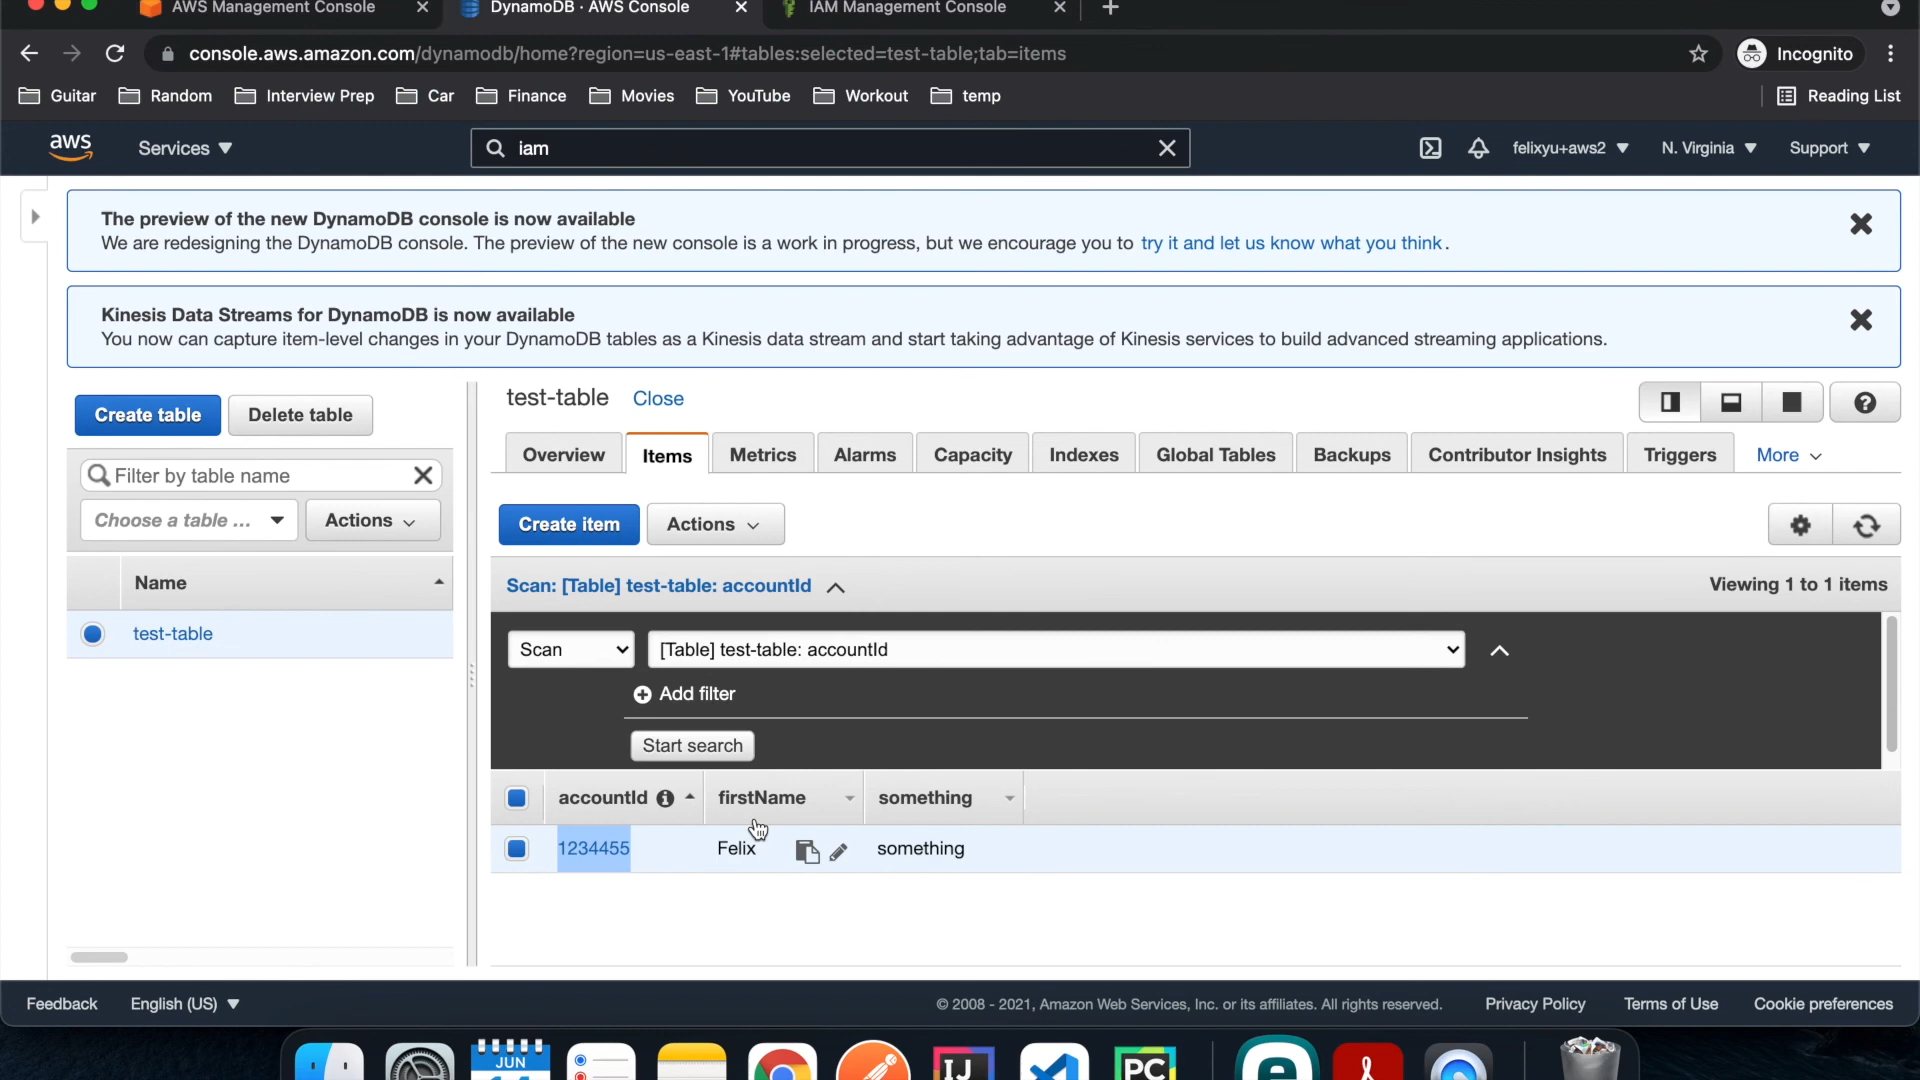 AWS Management Console
DynamoDB · AWS Console
IAM Management Console
console.aws.amazon.com/dynamodb/home?region=us-east-1#tables:selected=test-table;tab=items
Incognito
Guitar
Random
Interview Prep
Car
Finance
Movies
YouTube
Workout
temp
Reading List
aws
Services
iam
felixyu+aws2
N. Virginia
Support
The preview of the new DynamoDB console is now available
We are redesigning the DynamoDB console. The preview of the new console is a work in progress, but we encourage you to try it and let us know what you think.
Kinesis Data Streams for DynamoDB is now available
You now can capture item-level changes in your DynamoDB tables as a Kinesis data stream and start taking advantage of Kinesis services to build advanced streaming applications.
Create table
Delete table
Filter by table name
Choose a table ...
Actions
Name
test-table
test-table
Close
Overview
Items
Metrics
Alarms
Capacity
Indexes
Global Tables
Backups
Contributor Insights
Triggers
More
Create item
Actions
Scan: [Table] test-table: accountId
Viewing 1 to 1 items
Scan
[Table] test-table: accountId
Add filter
Start search
accountId
firstName
something
1234455
Felix
something
Feedback
English (US)
© 2008 - 2021, Amazon Web Services, Inc. or its affiliates. All rights reserved.
Privacy Policy
Terms of Use
Cookie preferences
JUN
IJ
PC